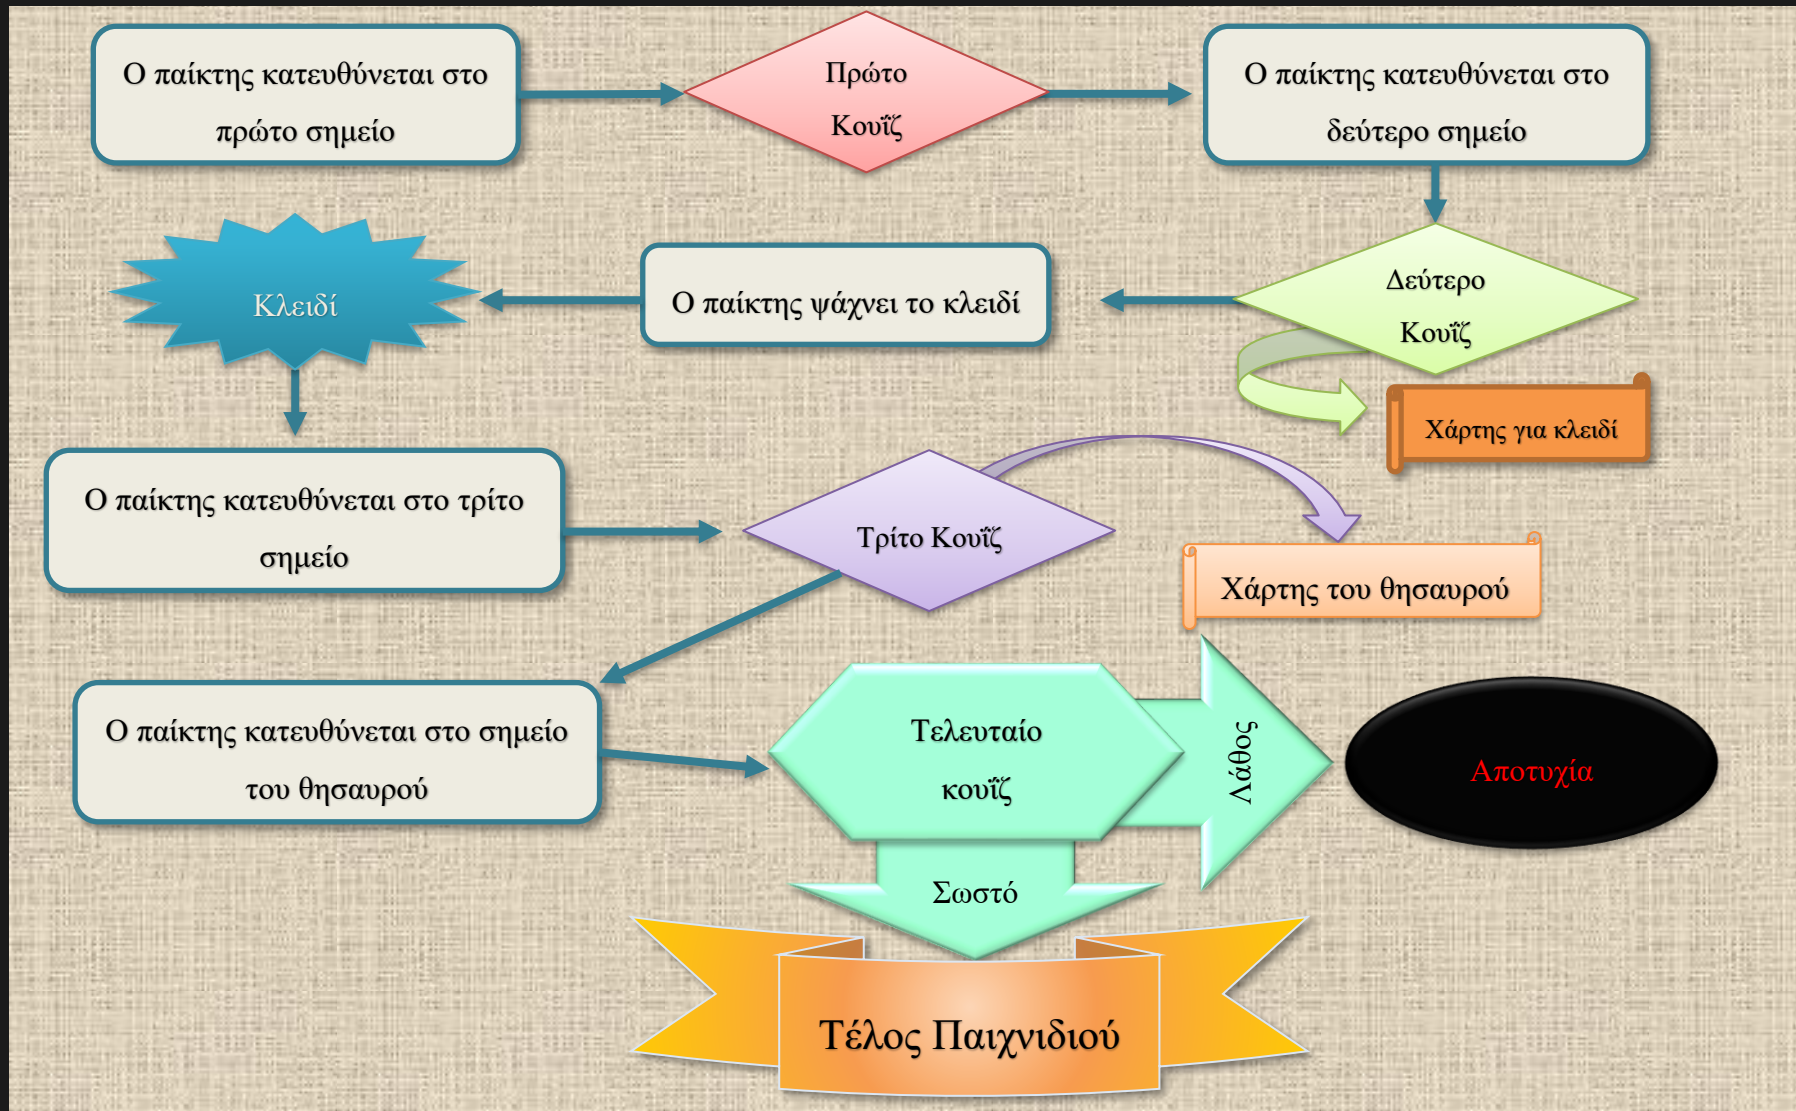 Ο παίκτης κατευθύνεται στο
πρώτο σημείο
Πρώτο
Κουΐζ
Ο παίκτης κατευθύνεται στο
δεύτερο σημείο
Δεύτερο
Κουΐζ
Χάρτης για κλειδί
Ο παίκτης ψάχνει το κλειδί
Κλειδί
Ο παίκτης κατευθύνεται στο τρίτο
σημείο
Τρίτο Κουΐζ
Χάρτης του θησαυρού
Ο παίκτης κατευθύνεται στο σημείο
του θησαυρού
Τελευταίο
κουΐζ
Λάθος
Αποτυχία
Σωστό
Τέλος Παιχνιδιού